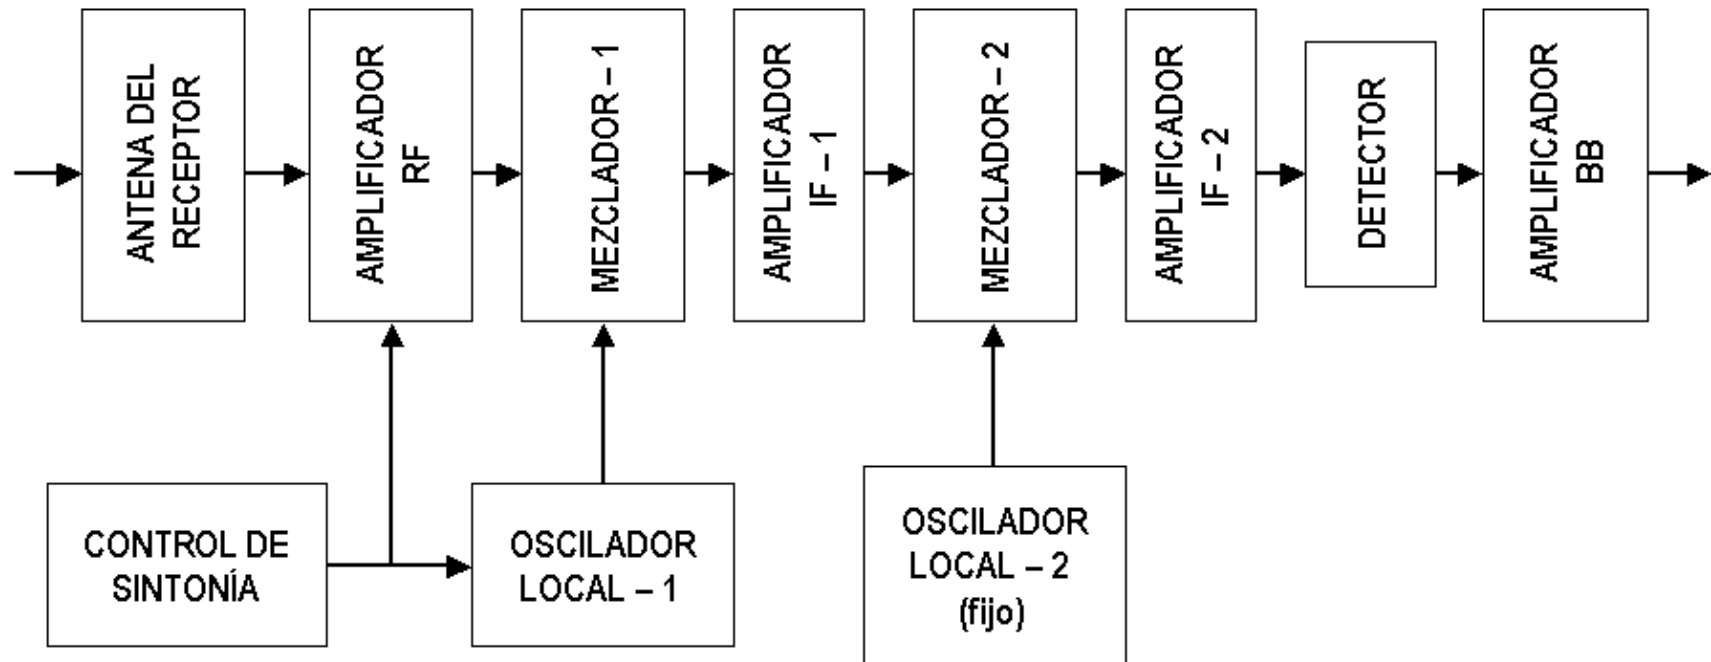 ANTENA DEL
RECEPTOR
AMPLIFICADOR
RF
MEZCLADOR – 1
AMPLIFICADOR
IF – 1
MEZCLADOR – 2
AMPLIFICADOR
IF – 2
DETECTOR
AMPLIFICADOR
BB
CONTROL DE
SINTONÍA
OSCILADOR
LOCAL – 1
OSCILADOR
LOCAL – 2
(fijo)